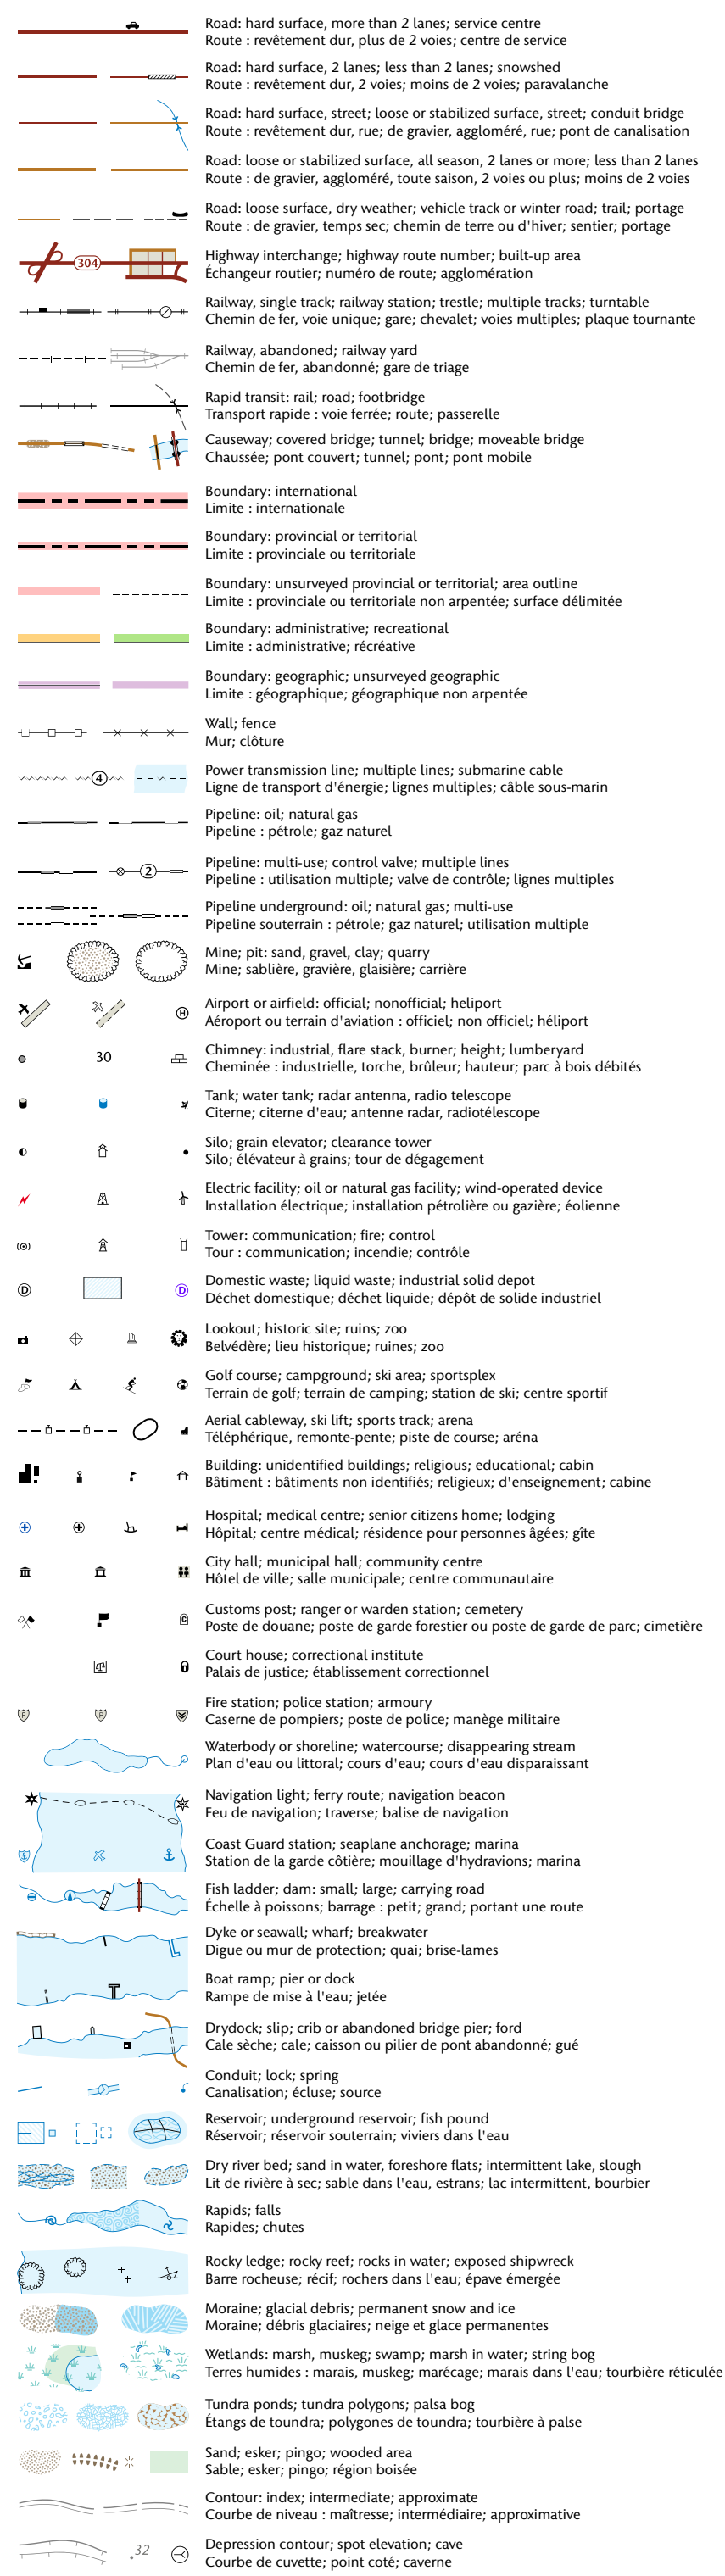 Road: hard surface, more than 2 lanes; service centre
Route : revêtement dur, plus de 2 voies; centre de service
Road: hard surface, 2 lanes; less than 2 lanes; snowshed
Route : revêtement dur, 2 voies; moins de 2 voies; paravalanche
Road: hard surface, street; loose or stabilized surface, street; conduit bridge
Route : revêtement dur, rue; de gravier, aggloméré, rue; pont de canalisation
Road: loose or stabilized surface, all season, 2 lanes or more; less than 2 lanes
Route : de gravier, aggloméré, toute saison, 2 voies ou plus; moins de 2 voies
Road: loose surface, dry weather; vehicle track or winter road; trail; portage
Route : de gravier, temps sec; chemin de terre ou d'hiver; sentier; portage
304
Highway interchange; highway route number; built-up area
Échangeur routier; numéro de route; agglomération
Railway, single track; railway station; trestle; multiple tracks; turntable
Chemin de fer, voie unique; gare; chevalet; voies multiples; plaque tournante
Railway, abandoned; railway yard
Chemin de fer, abandonné; gare de triage
Rapid transit: rail; road; footbridge
Transport rapide : voie ferrée; route; passerelle
Causeway; covered bridge; tunnel; bridge; moveable bridge
Chaussée; pont couvert; tunnel; pont; pont mobile
Boundary: international
Limite : internationale
Boundary: provincial or territorial
Limite : provinciale ou territoriale
Boundary: unsurveyed provincial or territorial; area outline
Limite : provinciale ou territoriale non arpentée; surface délimitée
Boundary: administrative; recreational
Limite : administrative; récréative
Boundary: geographic; unsurveyed geographic
Limite : géographique; géographique non arpentée
Wall; fence
Mur; clôture
4
Power transmission line; multiple lines; submarine cable
Ligne de transport d'énergie; lignes multiples; câble sous-marin
Pipeline: oil; natural gas
Pipeline : pétrole; gaz naturel
2
Pipeline: multi-use; control valve; multiple lines
Pipeline : utilisation multiple; valve de contrôle; lignes multiples
Pipeline underground: oil; natural gas; multi-use
Pipeline souterrain : pétrole; gaz naturel; utilisation multiple
Mine; pit: sand, gravel, clay; quarry
Mine; sablière, gravière, glaisière; carrière
H
Airport or airfield: official; nonofficial; heliport
Aéroport ou terrain d'aviation : officiel; non officiel; héliport
30
Chimney: industrial, flare stack, burner; height; lumberyard
Cheminée : industrielle, torche, brûleur; hauteur; parc à bois débités
Tank; water tank; radar antenna, radio telescope
Citerne; citerne d'eau; antenne radar, radiotélescope
Silo; grain elevator; clearance tower
Silo; élévateur à grains; tour de dégagement
Electric facility; oil or natural gas facility; wind-operated device
Installation électrique; installation pétrolière ou gazière; éolienne
Tower: communication; fire; control
Tour : communication; incendie; contrôle
D D
Domestic waste; liquid waste; industrial solid depot
Déchet domestique; déchet liquide; dépôt de solide industriel
Lookout; historic site; ruins; zoo
Belvédère; lieu historique; ruines; zoo
Golf course; campground; ski area; sportsplex
Terrain de golf; terrain de camping; station de ski; centre sportif
Aerial cableway, ski lift; sports track; arena
Téléphérique, remonte-pente; piste de course; aréna
Building: unidentified buildings; religious; educational; cabin
Bâtiment : bâtiments non identifiés; religieux; d'enseignement; cabine
Hospital; medical centre; senior citizens home; lodging
Hôpital; centre médical; résidence pour personnes âgées; gîte
City hall; municipal hall; community centre
Hôtel de ville; salle municipale; centre communautaire
C
Customs post; ranger or warden station; cemetery
Poste de douane; poste de garde forestier ou poste de garde de parc; cimetière
Court house; correctional institute
Palais de justice; établissement correctionnel
F P
Fire station; police station; armoury
Caserne de pompiers; poste de police; manège militaire
Waterbody or shoreline; watercourse; disappearing stream
Plan d'eau ou littoral; cours d'eau; cours d'eau disparaissant
Navigation light; ferry route; navigation beacon
Feu de navigation; traverse; balise de navigation
Coast Guard station; seaplane anchorage; marina
Station de la garde côtière; mouillage d'hydravions; marina
Fish ladder; dam: small; large; carrying road
Échelle à poissons; barrage : petit; grand; portant une route
Dyke or seawall; wharf; breakwater
Digue ou mur de protection; quai; brise-lames
Boat ramp; pier or dock
Rampe de mise à l'eau; jetée
Drydock; slip; crib or abandoned bridge pier; ford
Cale sèche; cale; caisson ou pilier de pont abandonné; gué
Conduit; lock; spring
Canalisation; écluse; source
Reservoir; underground reservoir; fish pound
Réservoir; réservoir souterrain; viviers dans l'eau
Dry river bed; sand in water, foreshore flats; intermittent lake, slough
Lit de rivière à sec; sable dans l'eau, estrans; lac intermittent, bourbier
Rapids; falls
Rapides; chutes
Rocky ledge; rocky reef; rocks in water; exposed shipwreck
Barre rocheuse; récif; rochers dans l'eau; épave émergée
Moraine; glacial debris; permanent snow and ice
Moraine; débris glaciaires; neige et glace permanentes
Wetlands: marsh, muskeg; swamp; marsh in water; string bog
Terres humides : marais, muskeg; marécage; marais dans l'eau; tourbière réticulée
Tundra ponds; tundra polygons; palsa bog
Étangs de toundra; polygones de toundra; tourbière à palse
Sand; esker; pingo; wooded area
Sable; esker; pingo; région boisée
Contour: index; intermediate; approximate
Courbe de niveau : maîtresse; intermédiaire; approximative
.32
Depression contour; spot elevation; cave
Courbe de cuvette; point coté; caverne